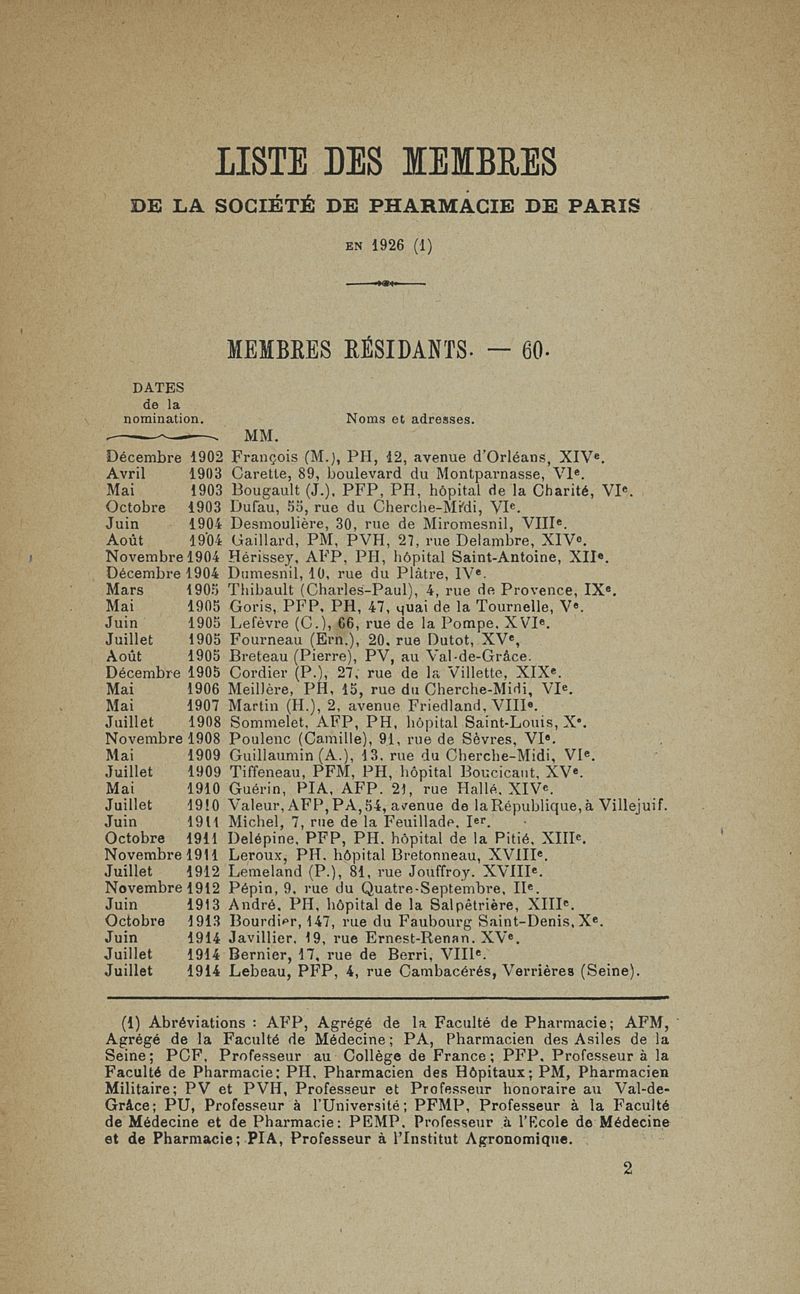 LISTE DES MEMBRES
DE LA SOCIÉTÉ DE PHARMACIE DE PARIS
EN 1926 (1)
MEMBRES RÉSIDANTS. — 60.
DATES
de la
nomination.
Noms et adresses.
MM.
Décembre 1902 François (M.), PH, 12, avenue d'Orléans, XIVe.
Avril 1903 Carette, 89, boulevard du Montparnasse, VIe.
Mai 1903 Bougault (J.), PFP, PH, hôpital de la Charité, VIe.
Octobre 1903 Dufau, 55, rue du Cherche-Midi, VIe.
Juin 1904 Desmoulière, 30, rue de Miromesnil, VIIIe.
Août 1904 Gaillard, PM, PVH, 27, rue Delambre, XIVe.
Novembre 1904 Hérissey, AFP, PH, hôpital Saint-Antoine, XIIe.
Décembre 1904 Dumesnil, 10, rue du Plâtre, IVe.
Mars 1905 Thibault (Charles-Paul), 4, rue de Provence, IXe.
Mai 1905 Goris, PFP, PH, 47, quai de la Tournelle, Ve.
Juin 1905 Lefèvre (C.), 66, rue de la Pompe, XVIe.
Juillet 1905 Fourneau (Ern.), 20, rue Dutot, XVe,
Août 1905 Breteau (Pierre), PV, au Val-de-Grâce.
Décembre 1905 Cordier (P.), 27, rue de la Villette, XIXe.
Mai 1906 Meillère, PH, 15, rue du Cherche-Midi, VIe.
Mai 1907 Martin (H.), 2, avenue Friedland, VIIIe.
Juillet 1908 Sommelet, AFP, PH, hôpital Saint-Louis, Xe.
Novembre 1908 Poulenc (Camille), 91, rue de Sèvres, VIe.
Mai 1909 Guillaumin (A.), 13, rue du Cherche-Midi, VIe.
Juillet 1909 Tiffeneau, PFM, PH, hôpital Boucicaut, XVe.
Mai 1910 Guérin, PIA, AFP. 21, rue Hallé, XIVe.
Juillet 1910 Valeur, AFP, PA, 54, avenue de la République, à Villejuif.
Juin 1911 Michel, 7, rue de la Feuillade, Ier.
Octobre 1911 Delépine, PFP, PH. hôpital de la Pitié, XIIIe.
Novembre 1911 Leroux, PH. hôpital Bretonneau, XVIIIe.
Juillet 1912 Lemeland (P.), 81, rue Jouffroy. XVIIIe.
Novembre 1912 Pépin, 9, rue du Quatre-Septembre, IIe.
Juin 1913 André, PH, hôpital de la Salpêtrière, XIIIe.
Octobre 1913 Bourdier, 147, rue du Faubourg Saint-Denis, Xe.
Juin 1914 Javillier, 19, rue Ernest-Renan. XVe.
Juillet 1914 Bernier, 17, rue de Berri, VIIIe.
Juillet 1914 Lebeau, PFP, 4, rue Cambacérés, Verrières (Seine).
(1) Abréviations : AFP, Agrégé de la Faculté de Pharmacie; AFM,
Agrégé de la Faculté de Médecine; PA, Pharmacien des Asiles de la
Seine; PCF, Professeur au Collège de France; PFP, Professeur à la
Faculté de Pharmacie; PH, Pharmacien des Hôpitaux; PM, Pharmacien
Militaire; PV et PVH, Professeur et Professeur honoraire au Val-de-
Grâce; PU, Professeur à l'Université; PFMP, Professeur à la Faculté
de Médecine et de Pharmacie; PEMP, Professeur à l'Ecole de Médecine
et de Pharmacie; PIA, Professeur à l'Institut Agronomique.
2